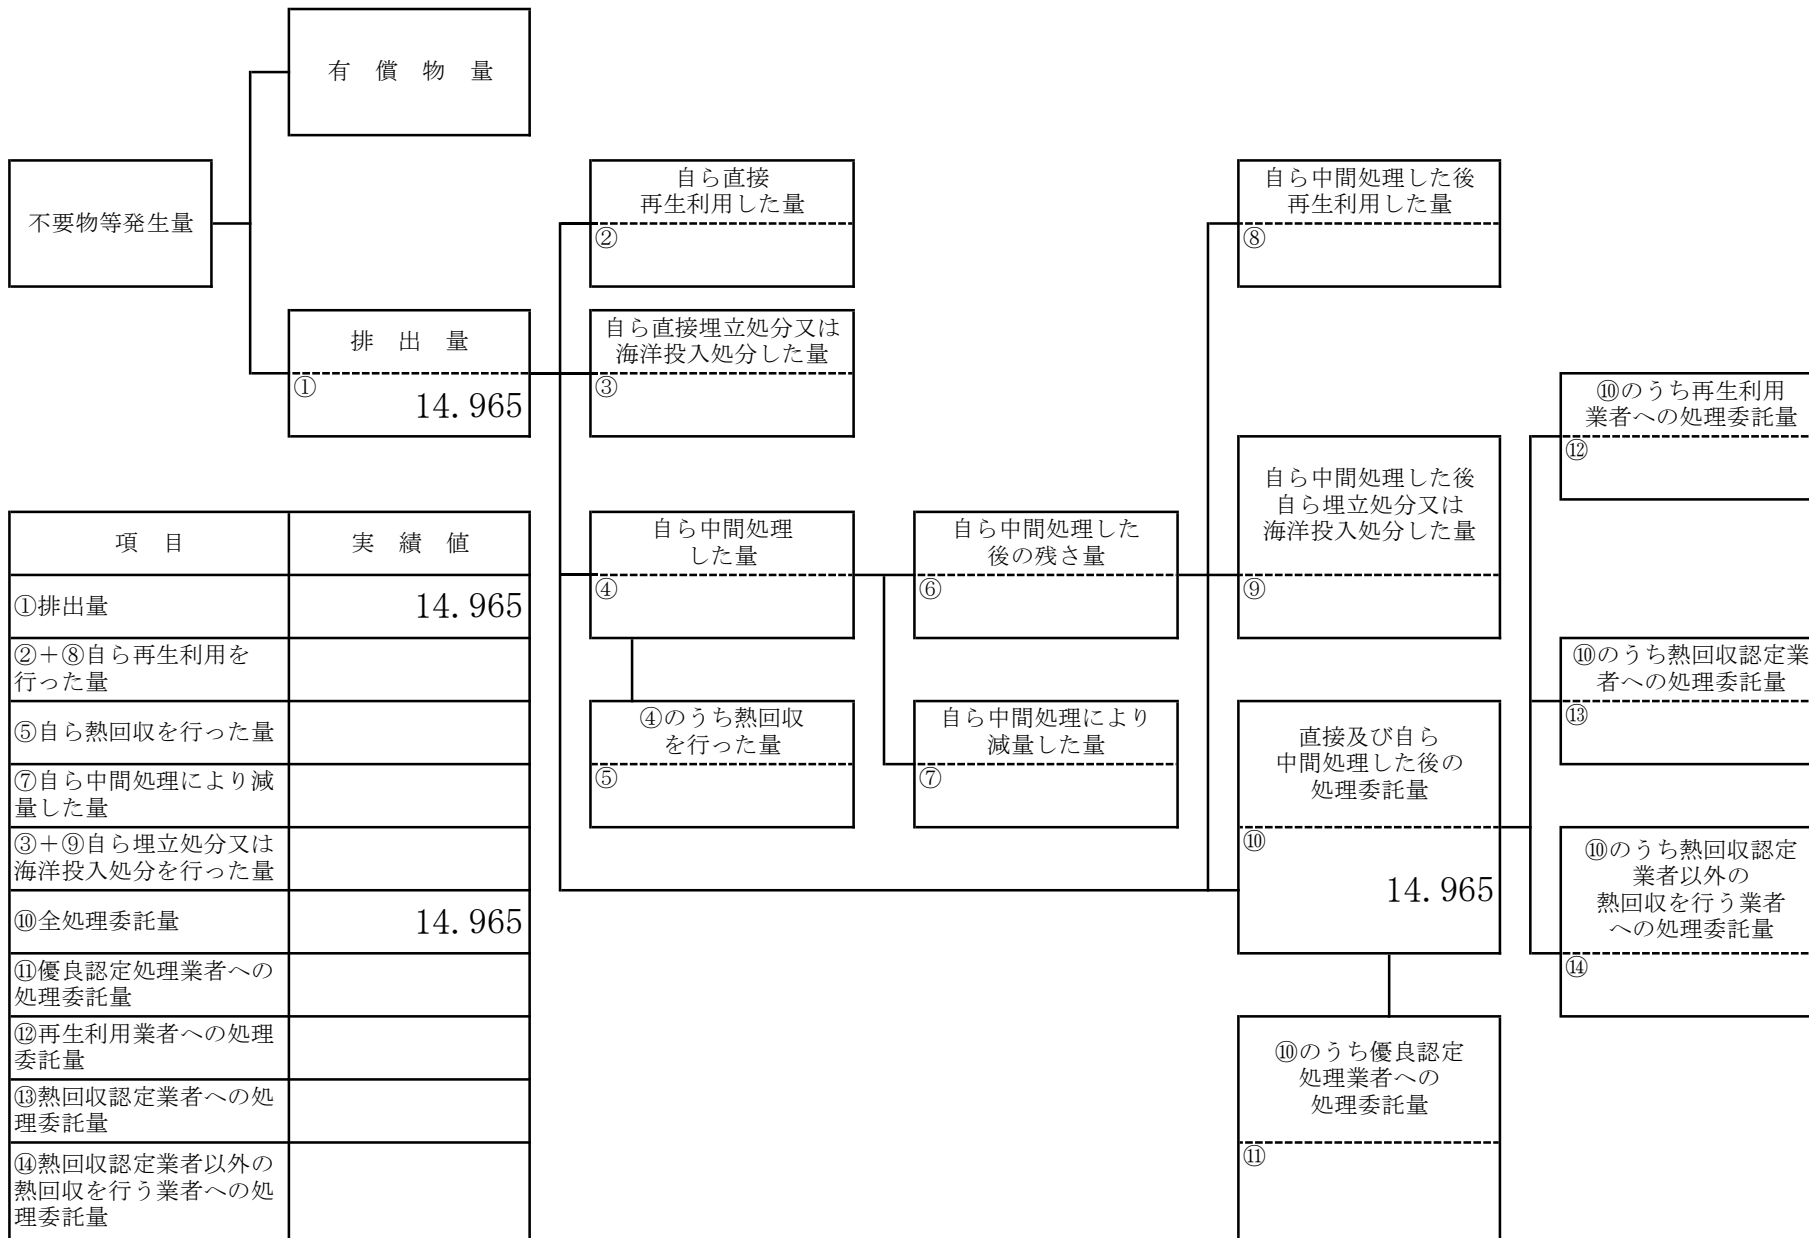 有 償 物 量
不要物等発生量
自ら直接
再生利用した量
②
自ら中間処理した後
再生利用した量
⑧
排 出 量
①
14.965
自ら直接埋立処分又は
海洋投入処分した量
③
⑩のうち再生利用
業者への処理委託量
⑫
自ら中間処理した後
自ら埋立処分又は
海洋投入処分した量
⑨
自ら中間処理
した量
④
自ら中間処理した
後の残さ量
⑥
⑩のうち熱回収認定業
者への処理委託量
⑬
④のうち熱回収
を行った量
⑤
自ら中間処理により
減量した量
⑦
直接及び自ら
中間処理した後の
処理委託量
⑩
14.965
⑩のうち熱回収認定
業者以外の
熱回収を行う業者
への処理委託量
⑭
⑩のうち優良認定
処理業者への
処理委託量
⑪
項 目 実 績 値
①排出量 14.965
②+⑧自ら再生利用を
行った量
⑤自ら熱回収を行った量
⑦自ら中間処理により減
量した量
③+⑨自ら埋立処分又は
海洋投入処分を行った量
⑩全処理委託量 14.965
⑪優良認定処理業者への
処理委託量
⑫再生利用業者への処理
委託量
⑬熱回収認定業者への処
理委託量
⑭熱回収認定業者以外の
熱回収を行う業者への処
理委託量